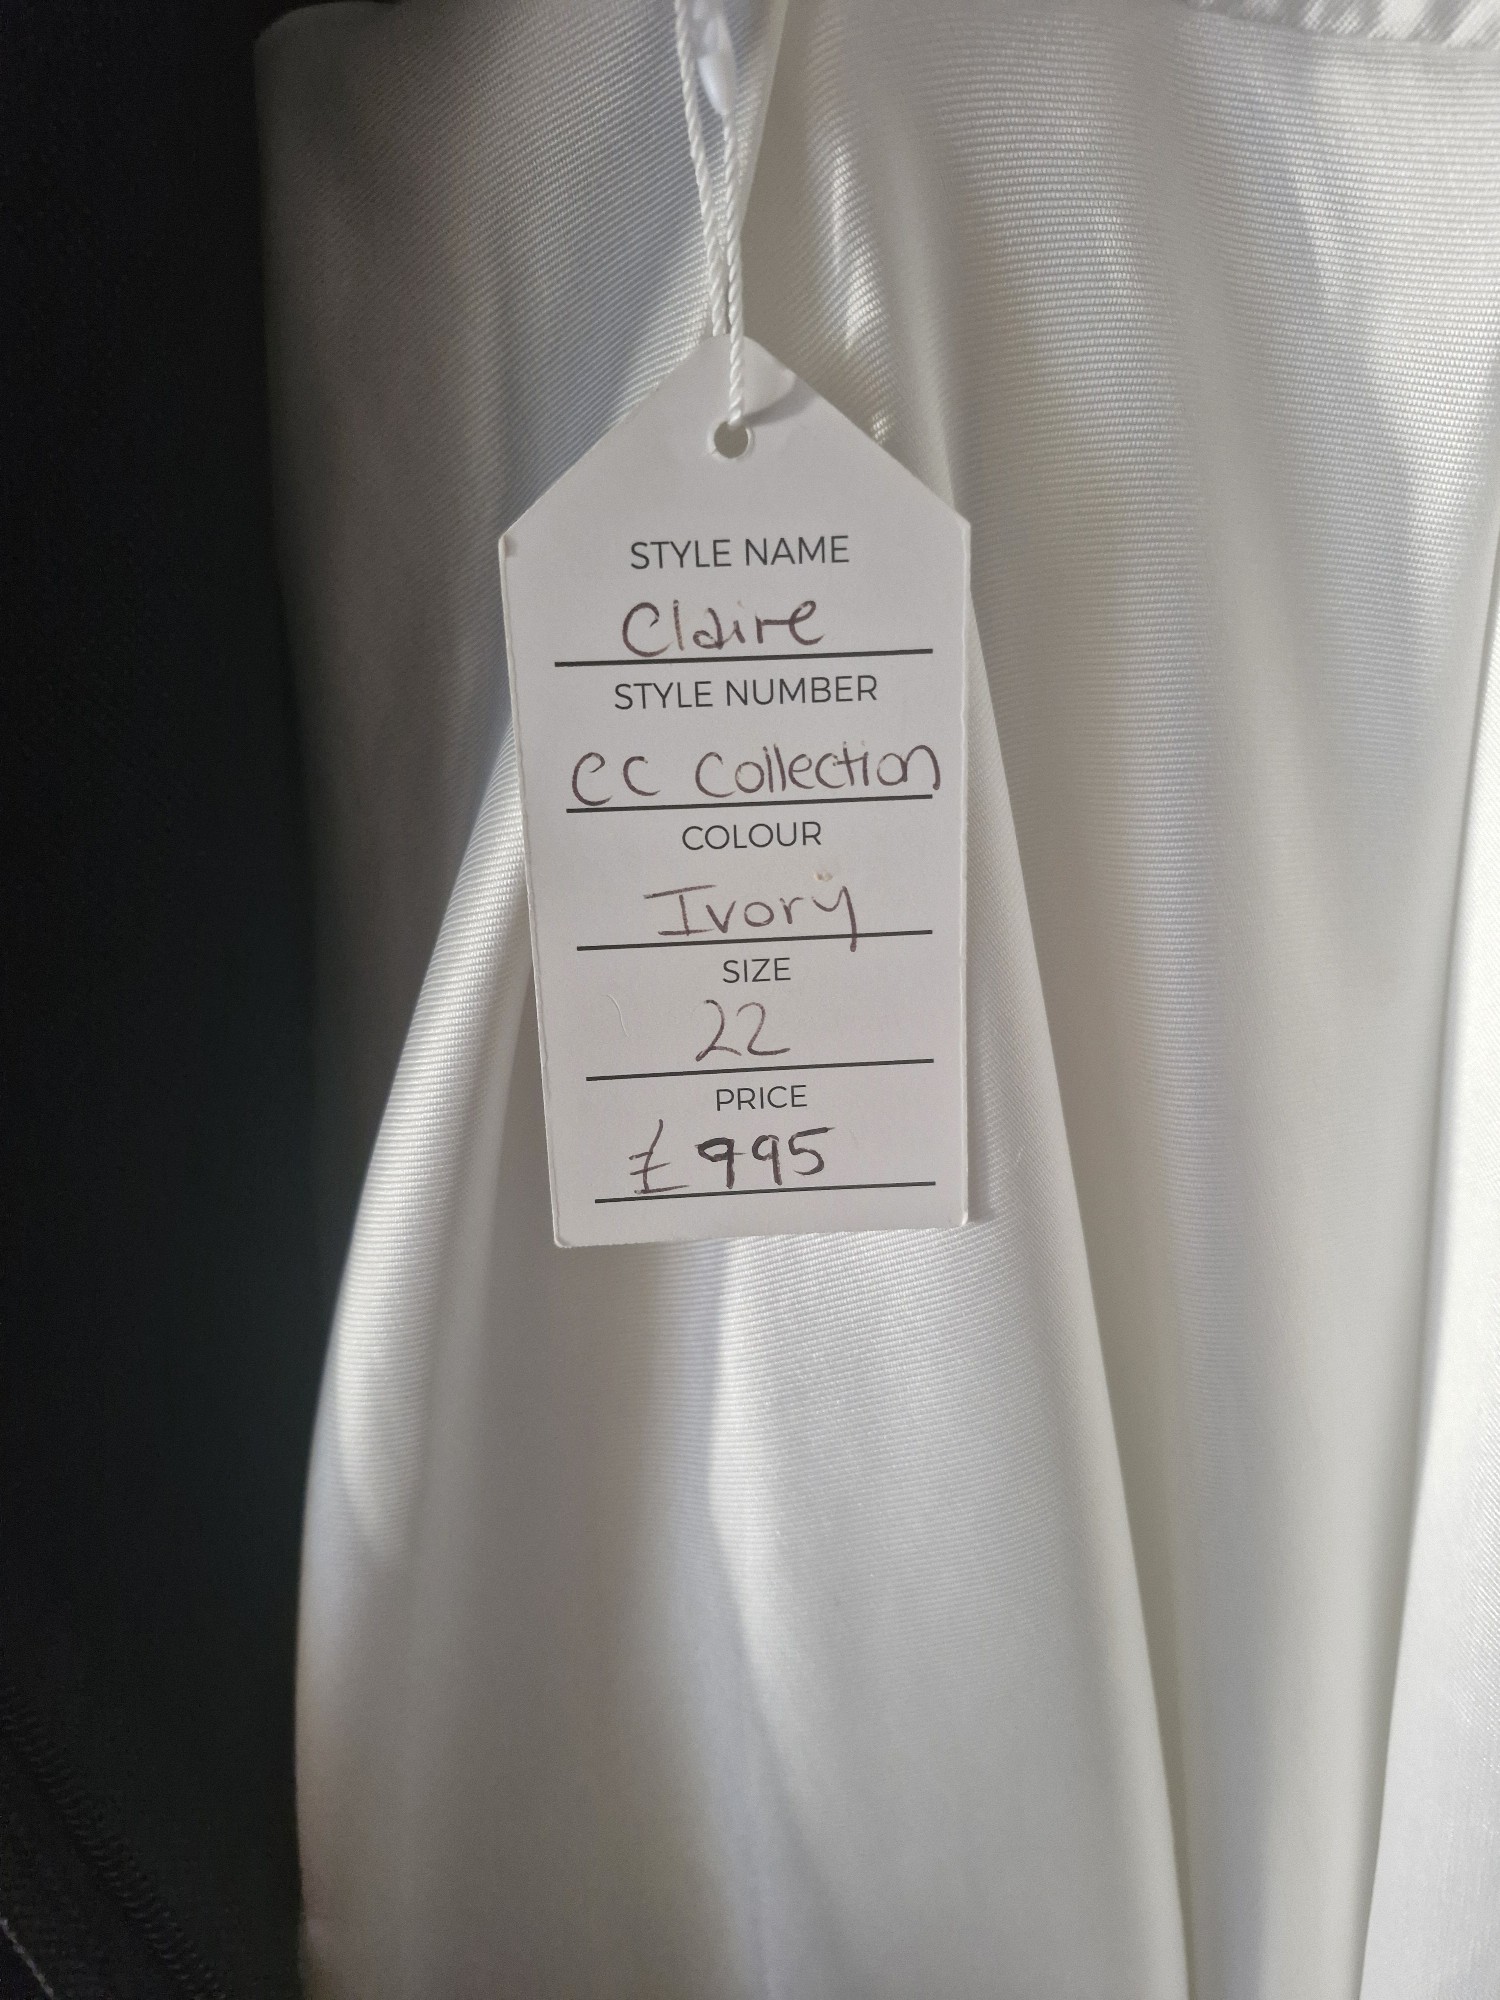 STYLE NAME
Claire
STYLE NUMBER
CC Collection
COLOUR
Ivory
SIZE
22
PRICE
£995